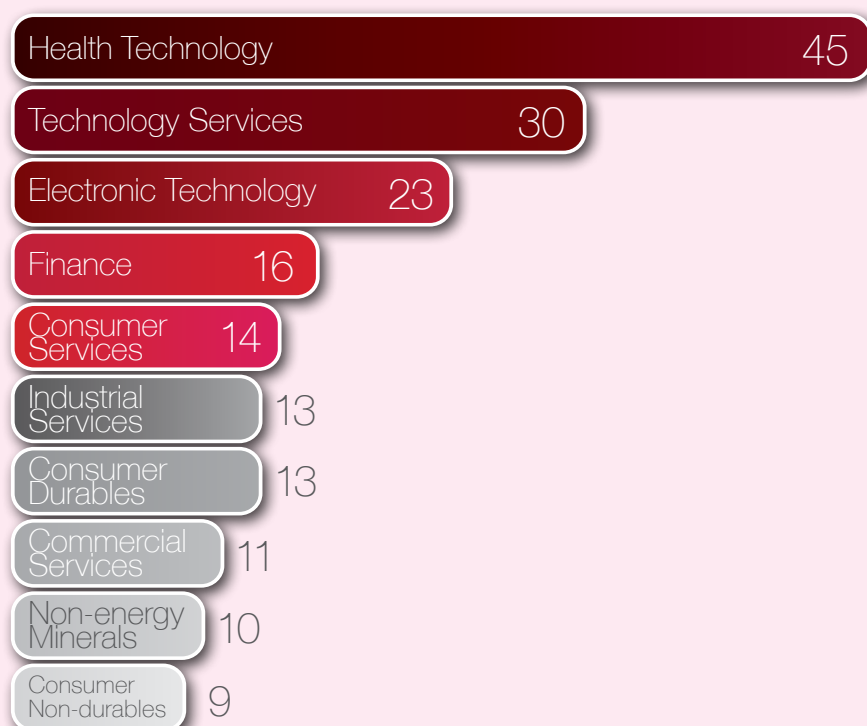 Health Technology 45
Technology Services 30
Electronic Technology 23
Finance 16
Consumer
Services 14
Industrial
Services 13
Consumer
Durables 13
Commercial
Services 11
Non-energy
Minerals 10
Consumer
Non-durables 9